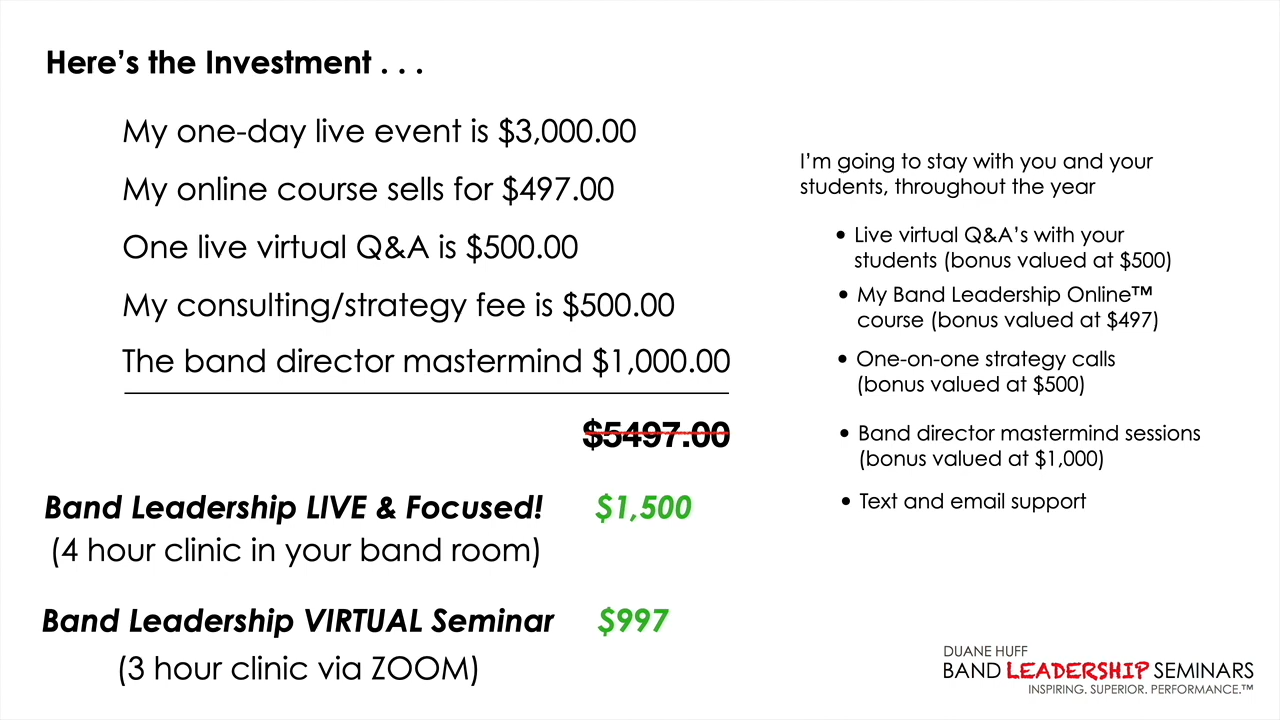 Here’s the Investment . . .
My one-day live event is $3,000.00
My online course sells for $497.00
One live virtual Q&A is $500.00
My consulting/strategy fee is $500.00
The band director mastermind $1,000.00
$5497.00
Band Leadership LIVE & Focused! $1,500
(4 hour clinic in your band room)
Band Leadership VIRTUAL Seminar $997
(3 hour clinic via ZOOM)
I’m going to stay with you and your
students, throughout the year
• Live virtual Q&A’s with your
students (bonus valued at $500)
• My Band Leadership Online™
course (bonus valued at $497)
• One-on-one strategy calls
(bonus valued at $500)
• Band director mastermind sessions
(bonus valued at $1,000)
• Text and email support
DUANE HUFF
BAND LEADERSHIP SEMINARS
INSPIRING. SUPERIOR. PERFORMANCE.™